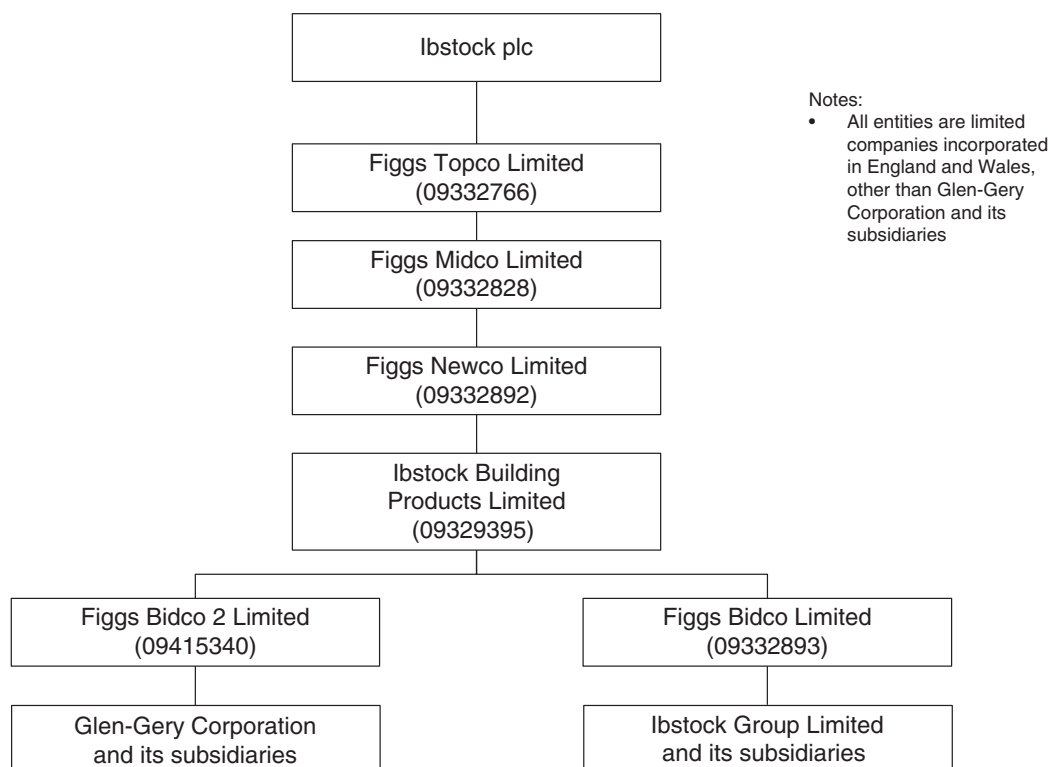 Ibstock plc
Notes:
• All entities are limited
companies incorporated
in England and Wales,
other than Glen-Gery
Corporation and its
subsidiaries
Figgs Topco Limited
(09332766)
Figgs Midco Limited
(09332828)
Figgs Newco Limited
(09332892)
Ibstock Building
Products Limited
(09329395)
Figgs Bidco 2 Limited
(09415340)
Figgs Bidco Limited
(09332893)
Glen-Gery Corporation
and its subsidiaries
Ibstock Group Limited
and its subsidiaries